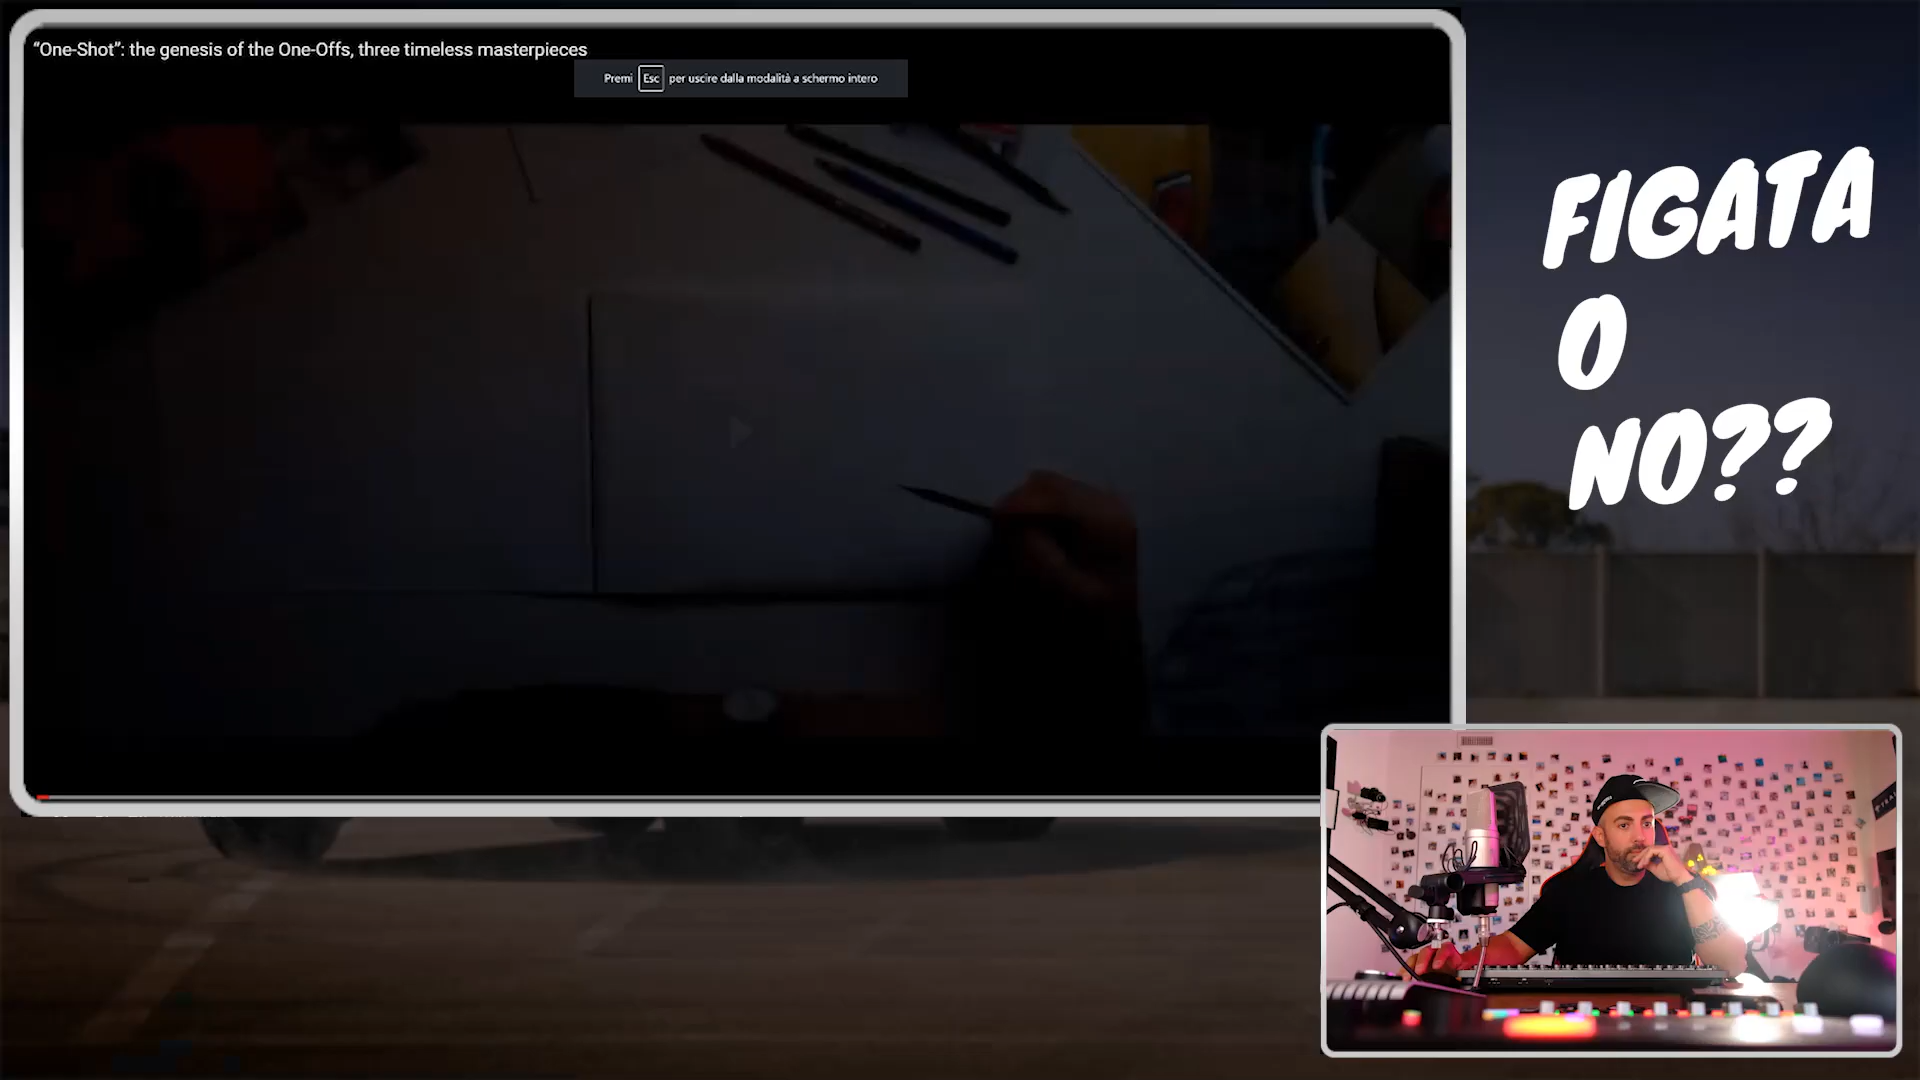 “One-Shot”: the genesis of the One-Offs, three timeless masterpieces
Premi Esc per uscire dalla modalità a schermo intero
FIGATA
O
NO??